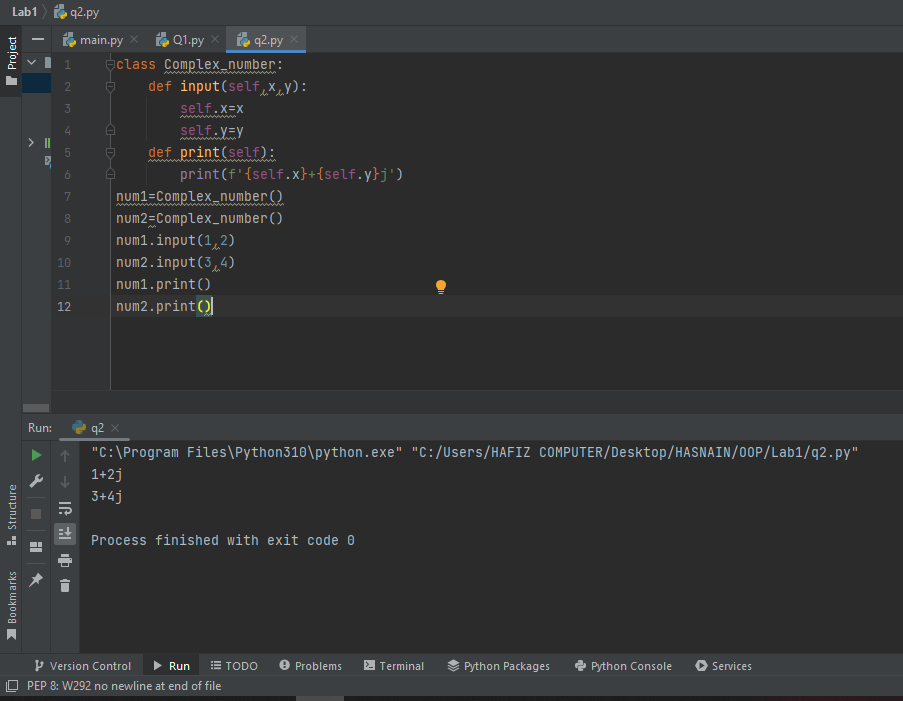 Lab1 q2.py
Project
main.py Q1.py q2.py
1 class Complex_number:
2 def input(self,x,y):
3 self.x=x
4 self.y=y
5 def print(self):
6 print(f'{self.x}+{self.y}j')
7 num1=Complex_number()
8 num2=Complex_number()
9 num1.input(1,2)
10 num2.input(3,4)
11 num1.print()
12 num2.print()
Run: q2
"C:\Program Files\Python310\python.exe" "C:/Users/HAFIZ COMPUTER/Desktop/HASNAIN/OOP/Lab1/q2.py"
1+2j
3+4j
Process finished with exit code 0
Structure
Bookmarks
Version Control Run TODO Problems Terminal Python Packages Python Console Services
PEP 8: W292 no newline at end of file